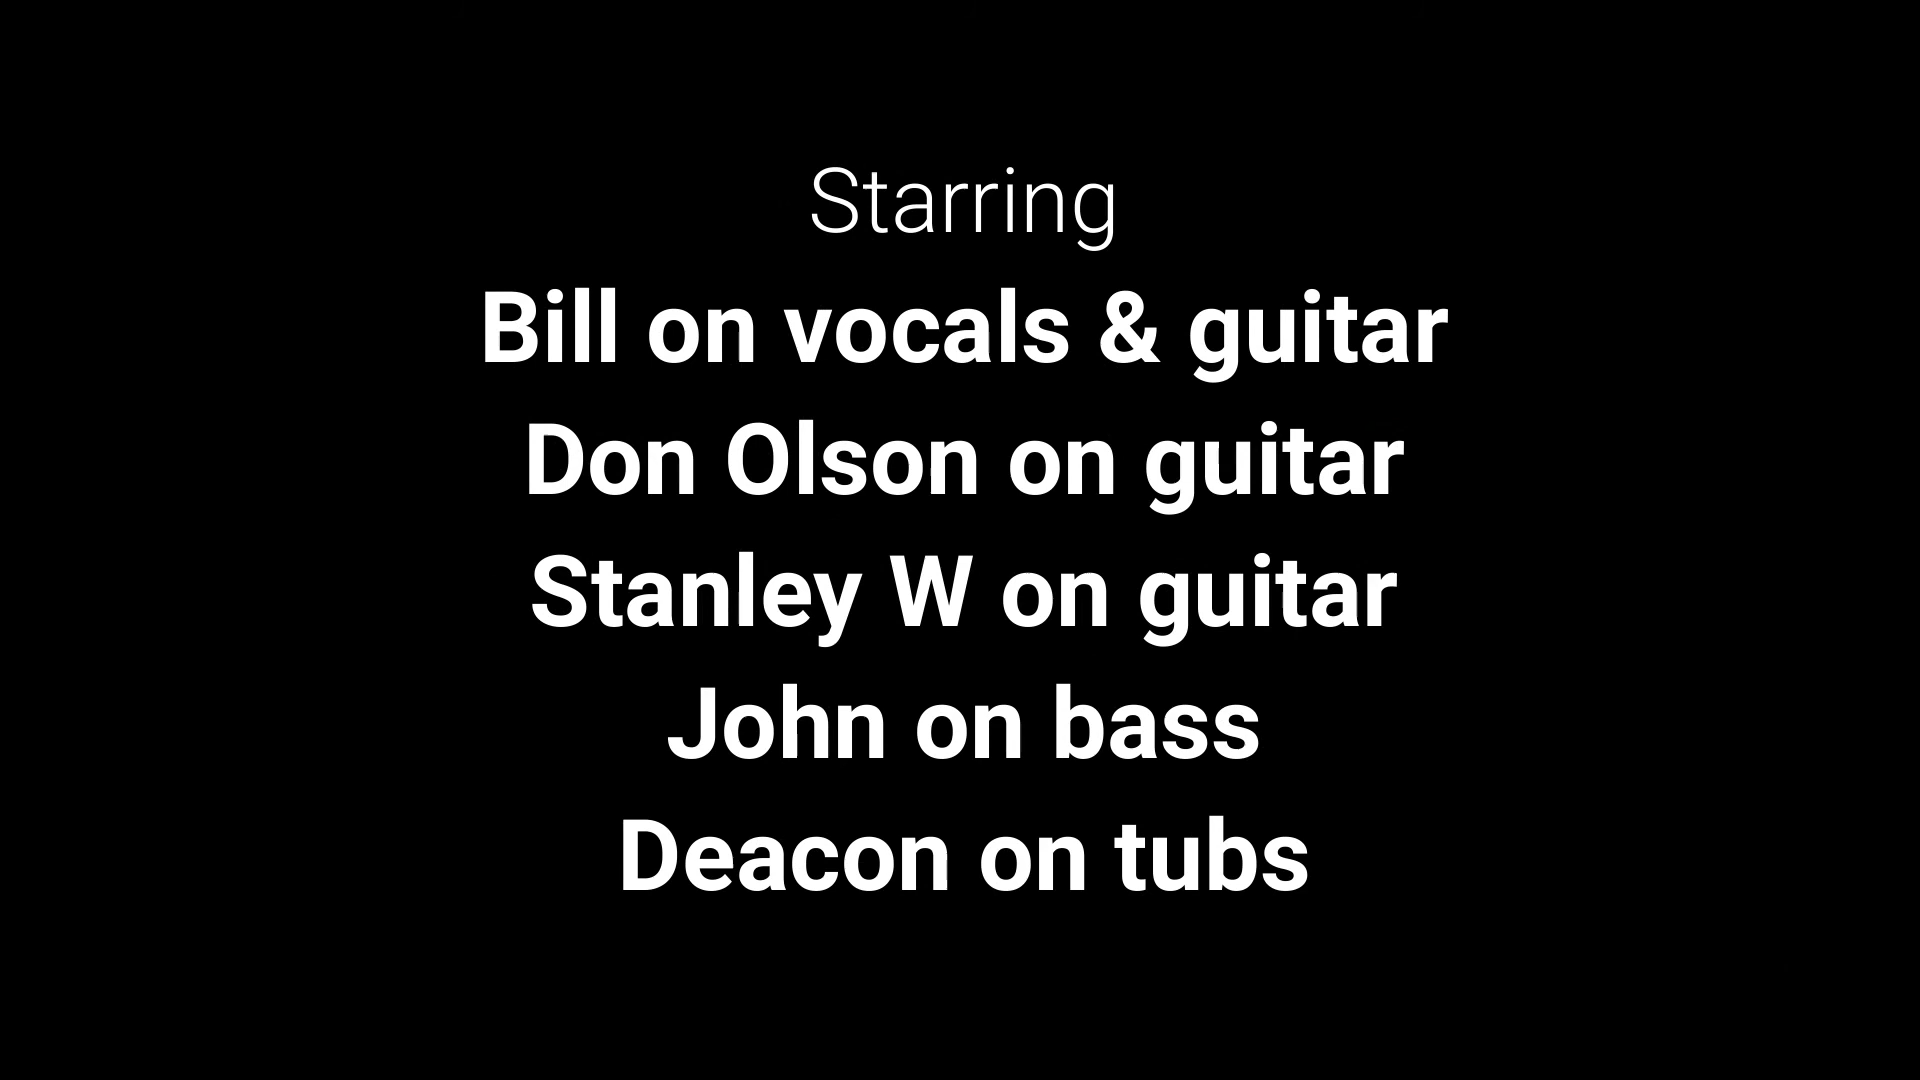 Starring
Bill on vocals & guitar
Don Olson on guitar
Stanley W on guitar
John on bass
Deacon on tubs